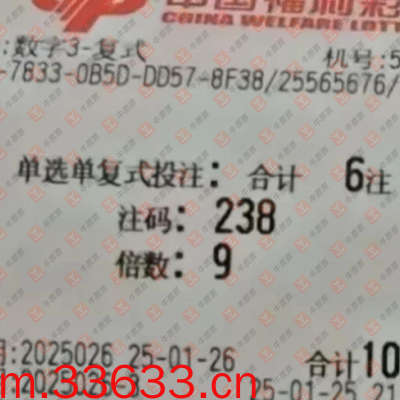 中国福利彩
CHINA WELFARE LOTT
:数字3-复式
机号:5
-7833-0B5D-DD57-8F38/25565676/
单选单复式投注: 合计 6注
注码: 238
倍数: 9
期:2025026 25-01-26 合计10
m.33633.cn
25-01-25 21